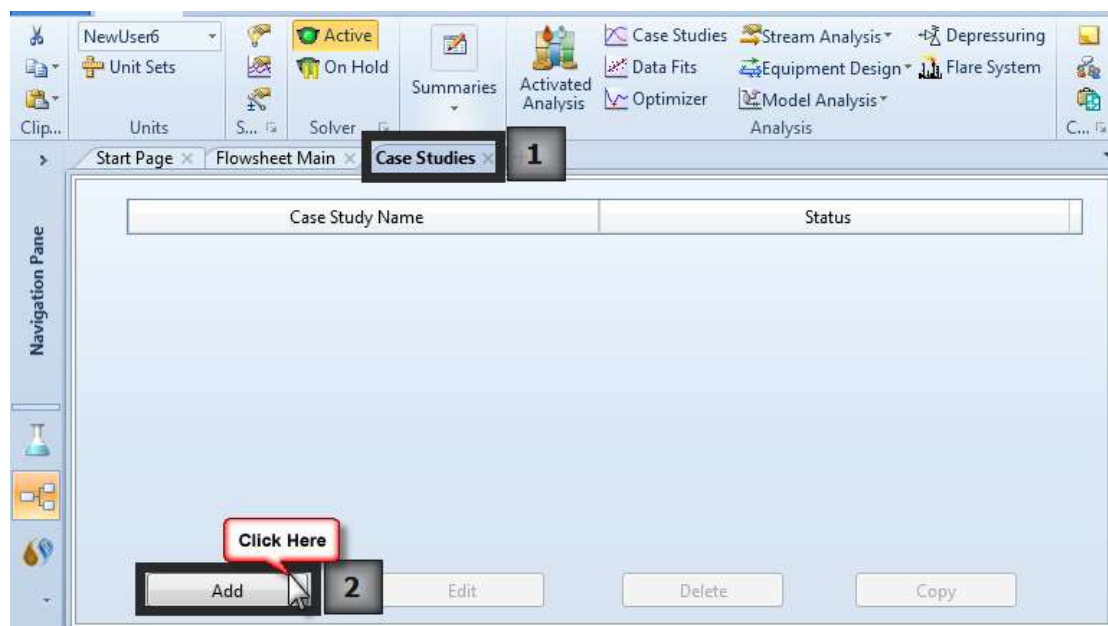 NewUser6
Unit Sets
Clip...
Units
S...
Active
On Hold
Solver
Summaries
Activated
Analysis
Case Studies
Data Fits
Optimizer
Stream Analysis
Equipment Design
Model Analysis
Depressuring
Flare System
Analysis
C...
Start Page
Flowsheet Main
Case Studies
1
Navigation Pane
Case Study Name
Status
Click Here
Add
2
Edit
Delete
Copy